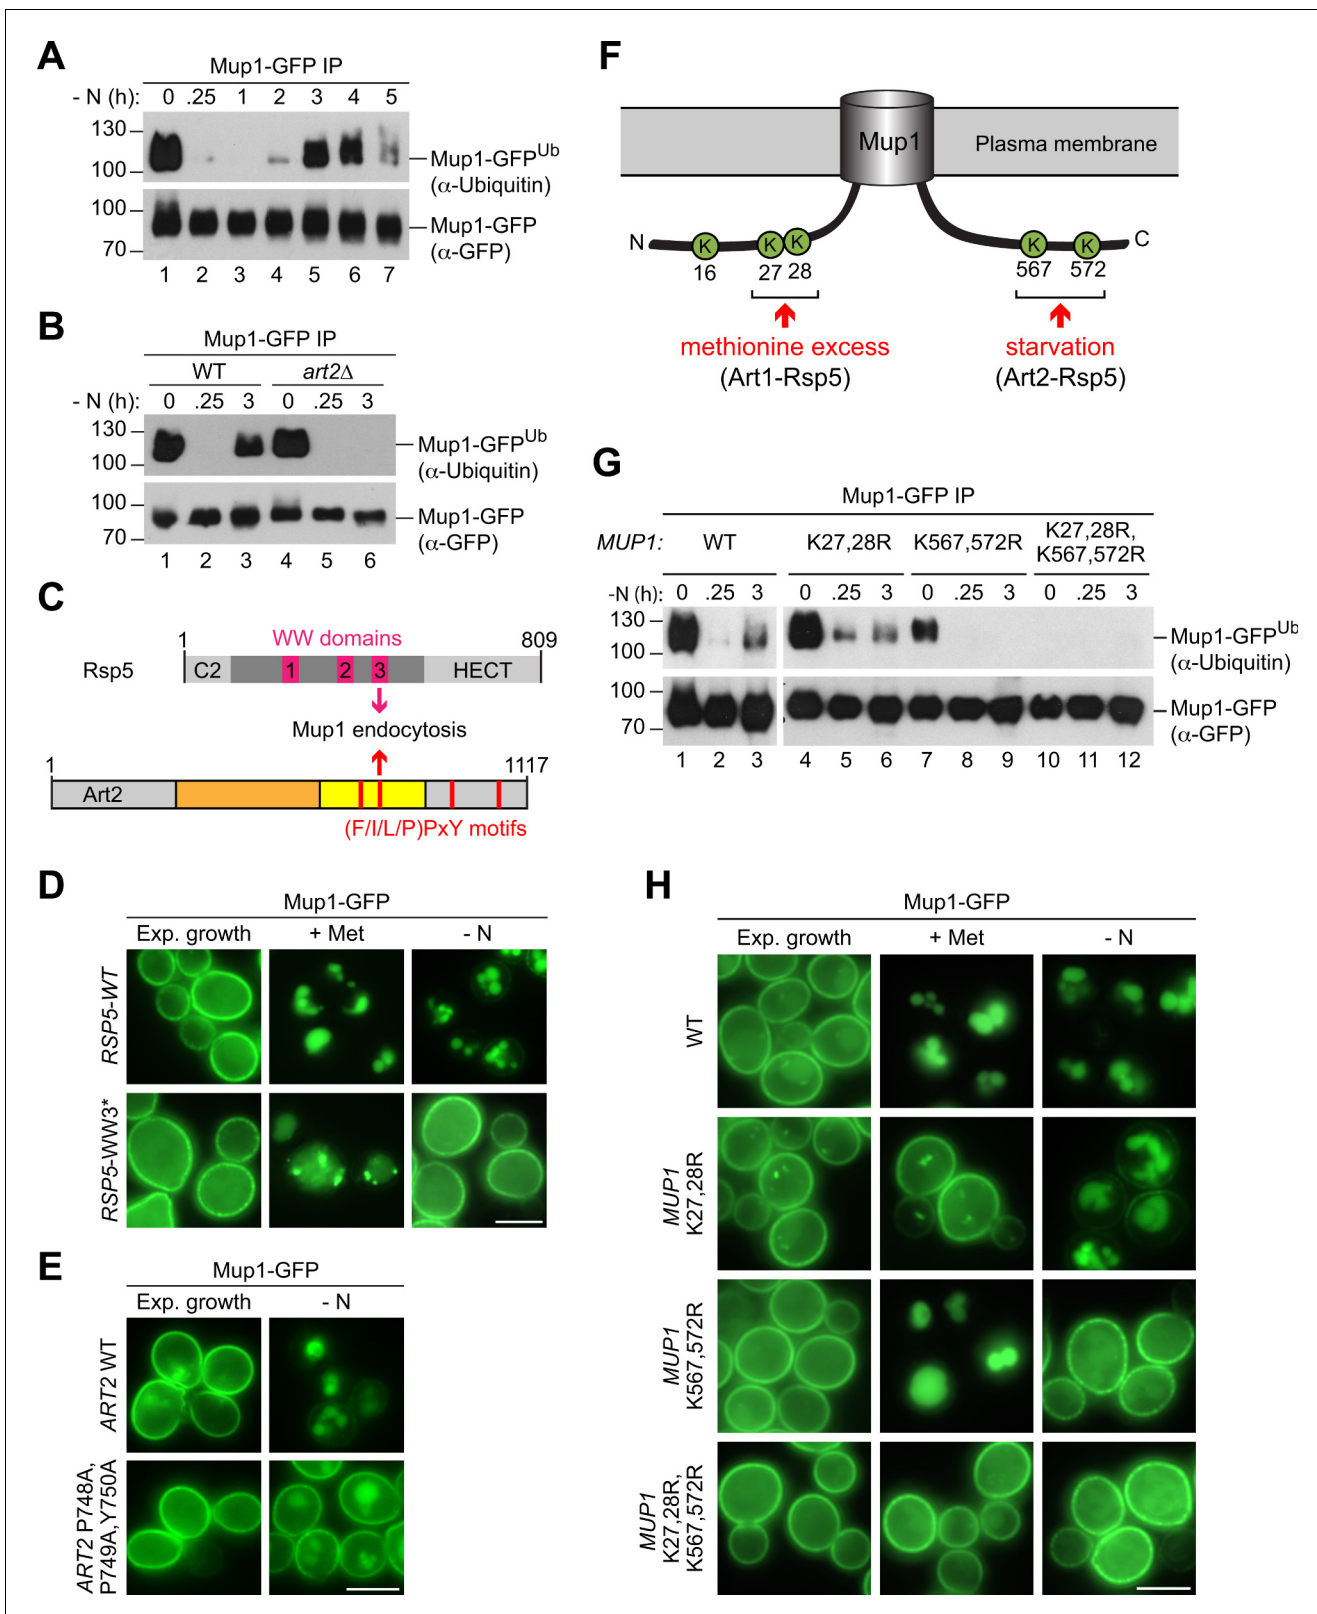 A
Mup1-GFP IP
- N (h): 0 .25 1 2 3 4 5
130
100
Mup1-GFPUb
(α-Ubiquitin)
100
70
Mup1-GFP
(α-GFP)
1 2 3 4 5 6 7
B
Mup1-GFP IP
WT art2Δ
- N (h): 0 .25 3 0 .25 3
130
100
Mup1-GFPUb
(α-Ubiquitin)
100
70
Mup1-GFP
(α-GFP)
1 2 3 4 5 6
C
1 WW domains 809
Rsp5 C2 1 2 3 HECT
Mup1 endocytosis
1 1117
Art2
(F/I/L/P)PxY motifs
D
Mup1-GFP
Exp. growth + Met - N
RSP5-WT
RSP5-WW3*
E
Mup1-GFP
Exp. growth - N
ART2 WT
ART2 P748A,
P749A,Y750A
F
Mup1 Plasma membrane
N K K K K K C
16 27 28 567 572
methionine excess starvation
(Art1-Rsp5) (Art2-Rsp5)
G
Mup1-GFP IP
MUP1: WT K27,28R K567,572R K27,28R,
K567,572R
-N (h): 0 .25 3 0 .25 3 0 .25 3 0 .25 3
130
100
Mup1-GFPUb
(α-Ubiquitin)
100
70
Mup1-GFP
(α-GFP)
1 2 3 4 5 6 7 8 9 10 11 12
H
Mup1-GFP
Exp. growth + Met - N
WT
MUP1
K27,28R
MUP1
K567,572R
MUP1
K27,28R,
K567,572R